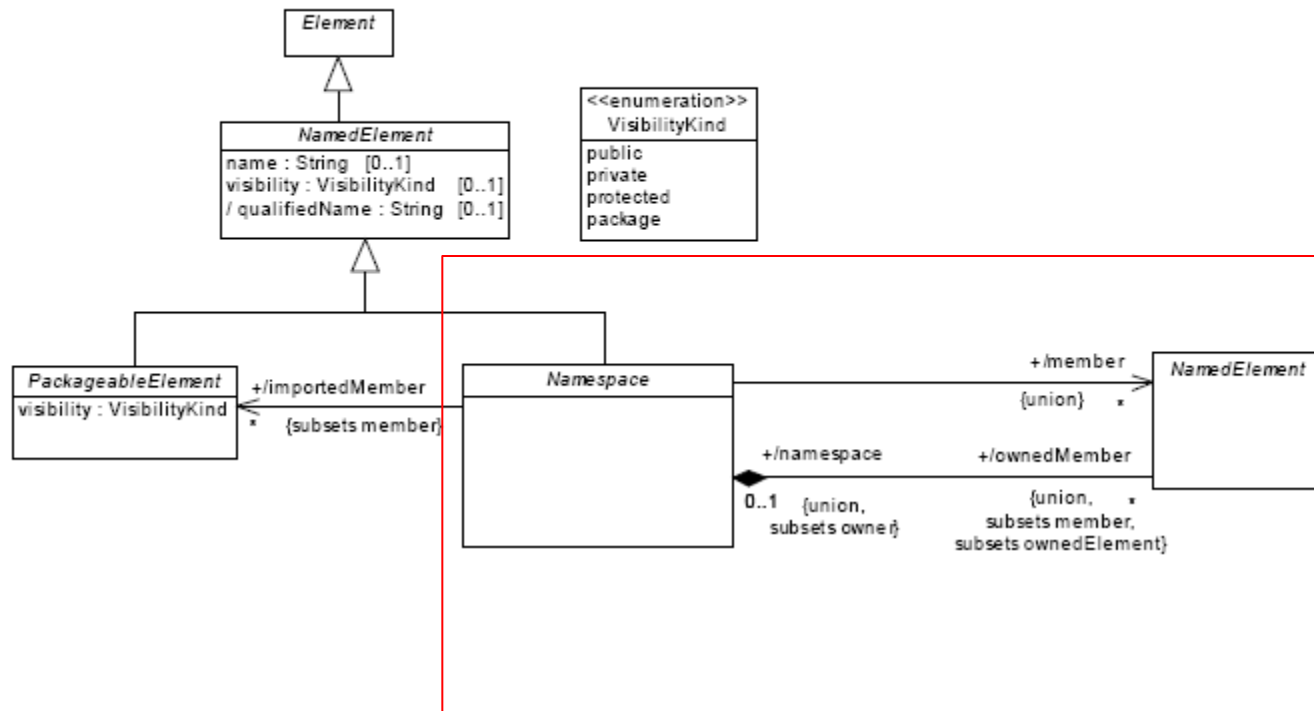 Element
NamedElement
name : String [0..1]
visibility : VisibilityKind [0..1]
/ qualifiedName : String [0..1]
<<enumeration>>
VisibilityKind
public
private
protected
package
PackageableElement
visibility : VisibilityKind
+/importedMember
* {subsets member}
Namespace
+/member
{union} *
NamedElement
+/namespace
0..1 {union,
subsets owner}
+/ownedMember
{union, *
subsets member,
subsets ownedElement}